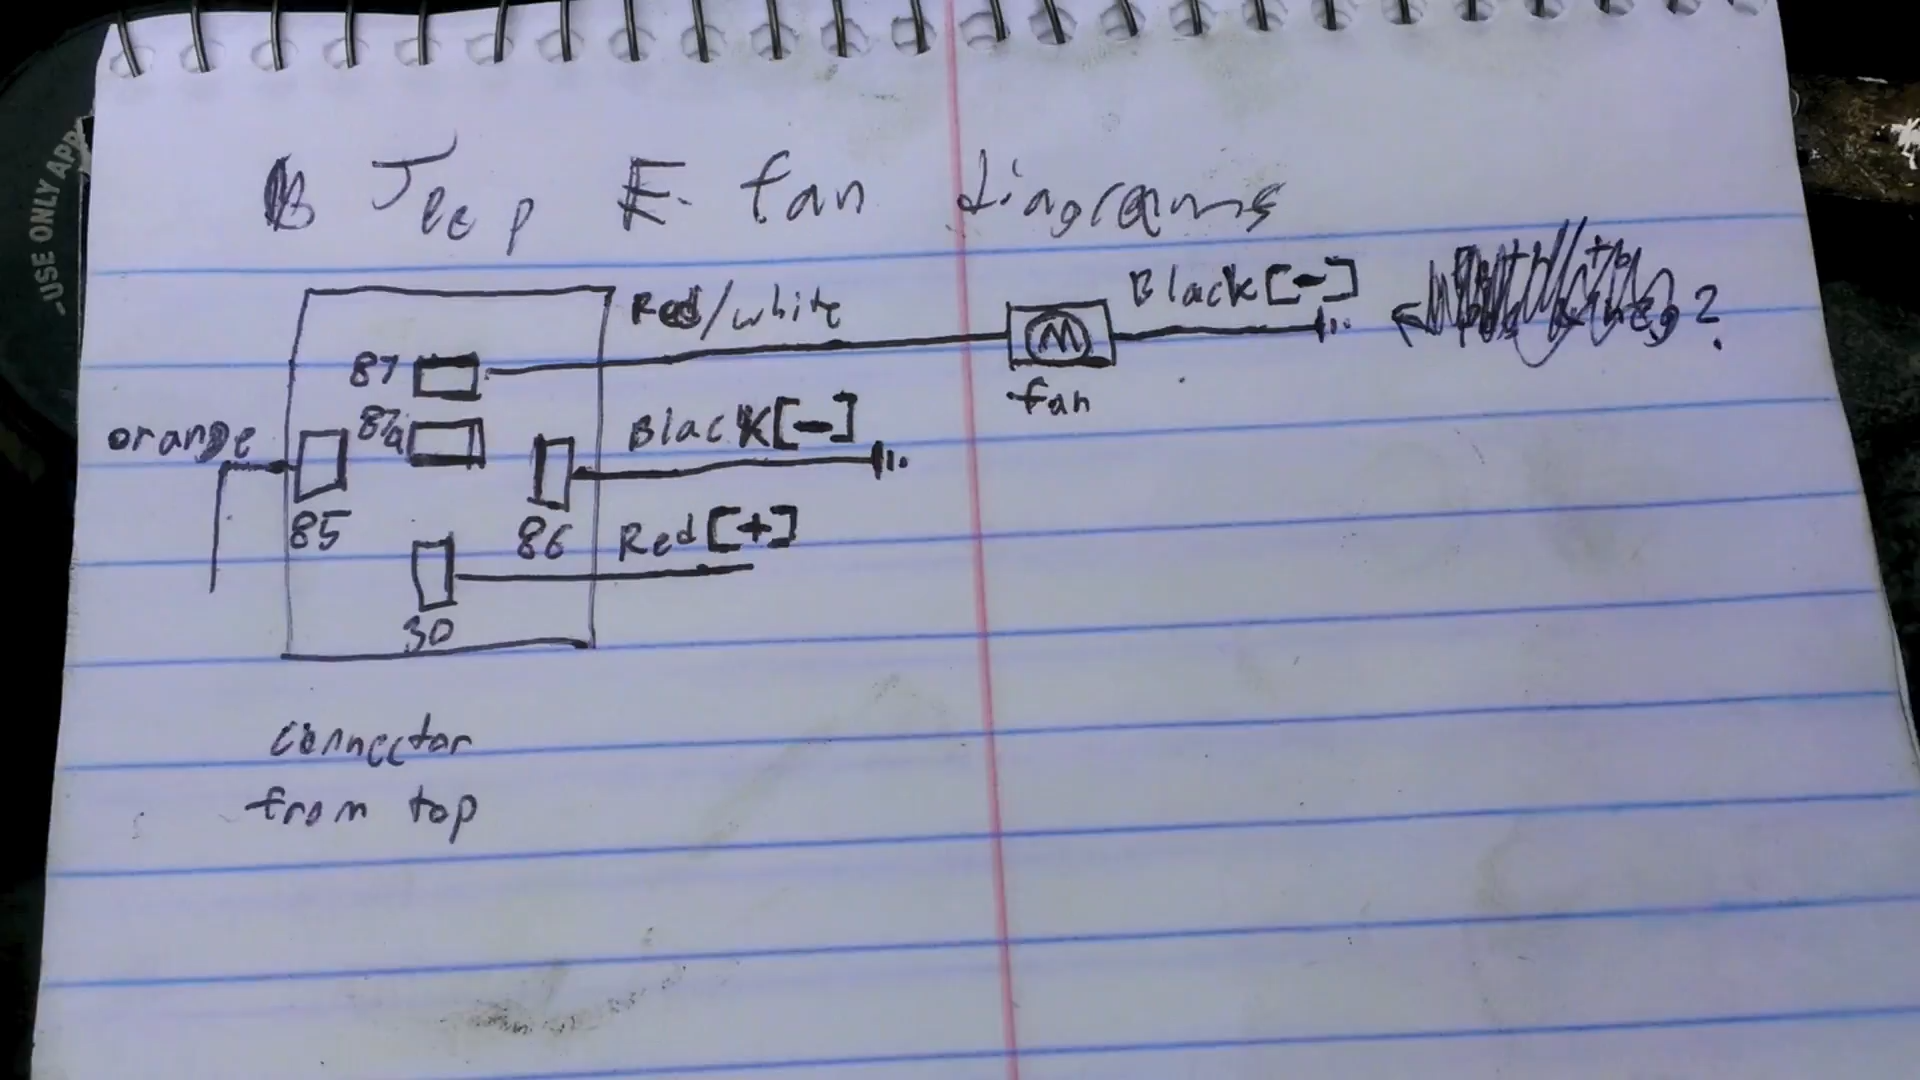 -USE ONLY APP
Jeep E-fan diagrams
Red/white
Black[-]
87
fan
87a
Black[-]
orange
85
86
Red[+]
30
connector
from top